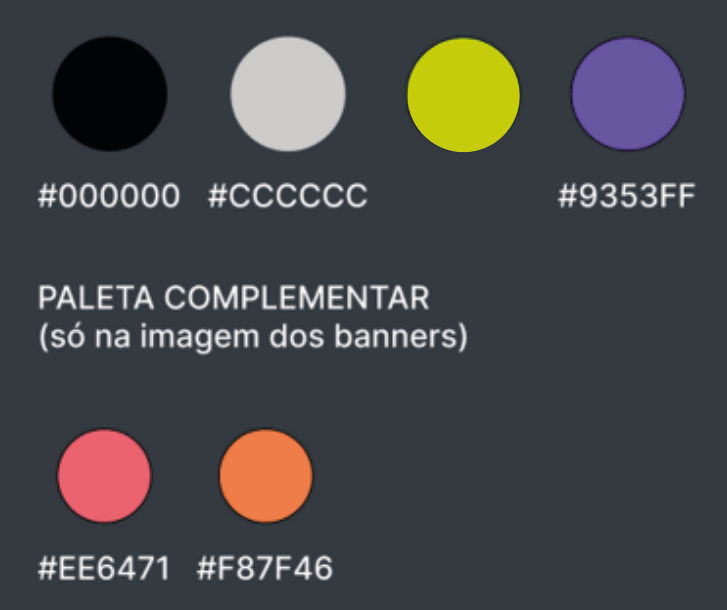 #000000 #CCCCCC #9353FF
PALETA COMPLEMENTAR
(só na imagem dos banners)
#EE6471 #F87F46